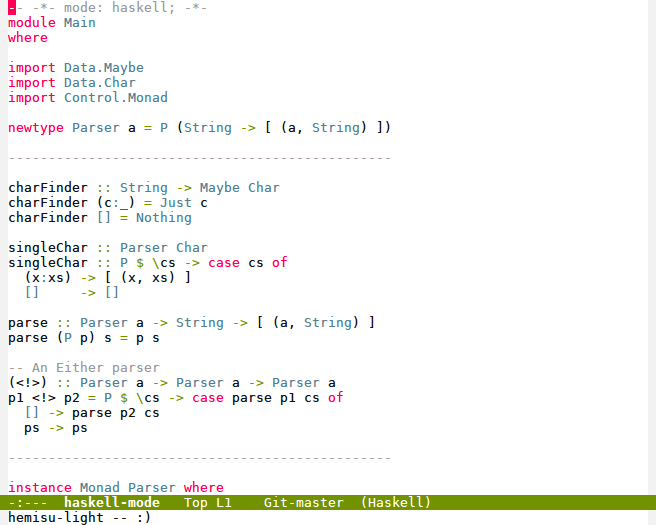 -- -*- mode: haskell; -*-
module Main
where

import Data.Maybe
import Data.Char
import Control.Monad

newtype Parser a = P (String -> [ (a, String) ])

------------------------------------------------

charFinder :: String -> Maybe Char
charFinder (c:_) = Just c
charFinder [] = Nothing

singleChar :: Parser Char
singleChar :: P $ \cs -> case cs of
  (x:xs) -> [ (x, xs) ]
  []     -> []

parse :: Parser a -> String -> [ (a, String) ]
parse (P p) s = p s

-- An Either parser
(<!>) :: Parser a -> Parser a -> Parser a
p1 <!> p2 = P $ \cs -> case parse p1 cs of
  [] -> parse p2 cs
  ps -> ps

------------------------------------------------

instance Monad Parser where
-:---  haskell-mode   Top L1    Git-master  (Haskell)
hemisu-light -- :)